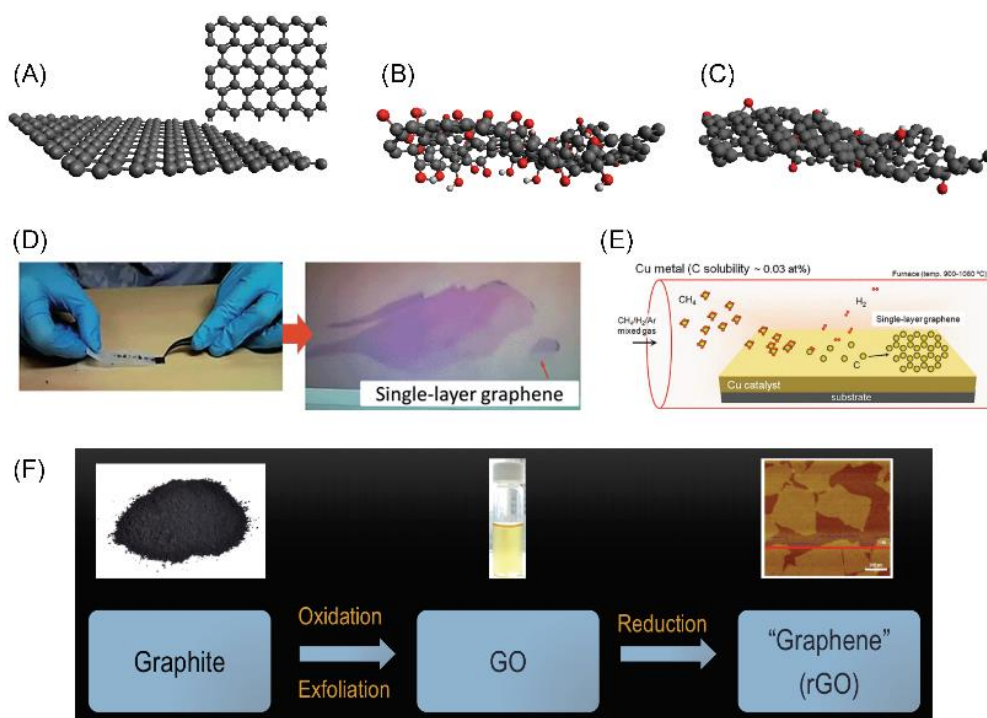 (A)
(B)
(C)
(D)
Single-layer graphene
(E)
Cu metal (C solubility ~ 0.03 at%)
Furnace (temp. 900-1060 ºC)
CH₄
H₂
CH₄/H₂/Ar
mixed gas
Single-layer graphene
C
Cu catalyst
substrate
(F)
Oxidation
Reduction
Graphite
GO
"Graphene"
(rGO)
Exfoliation